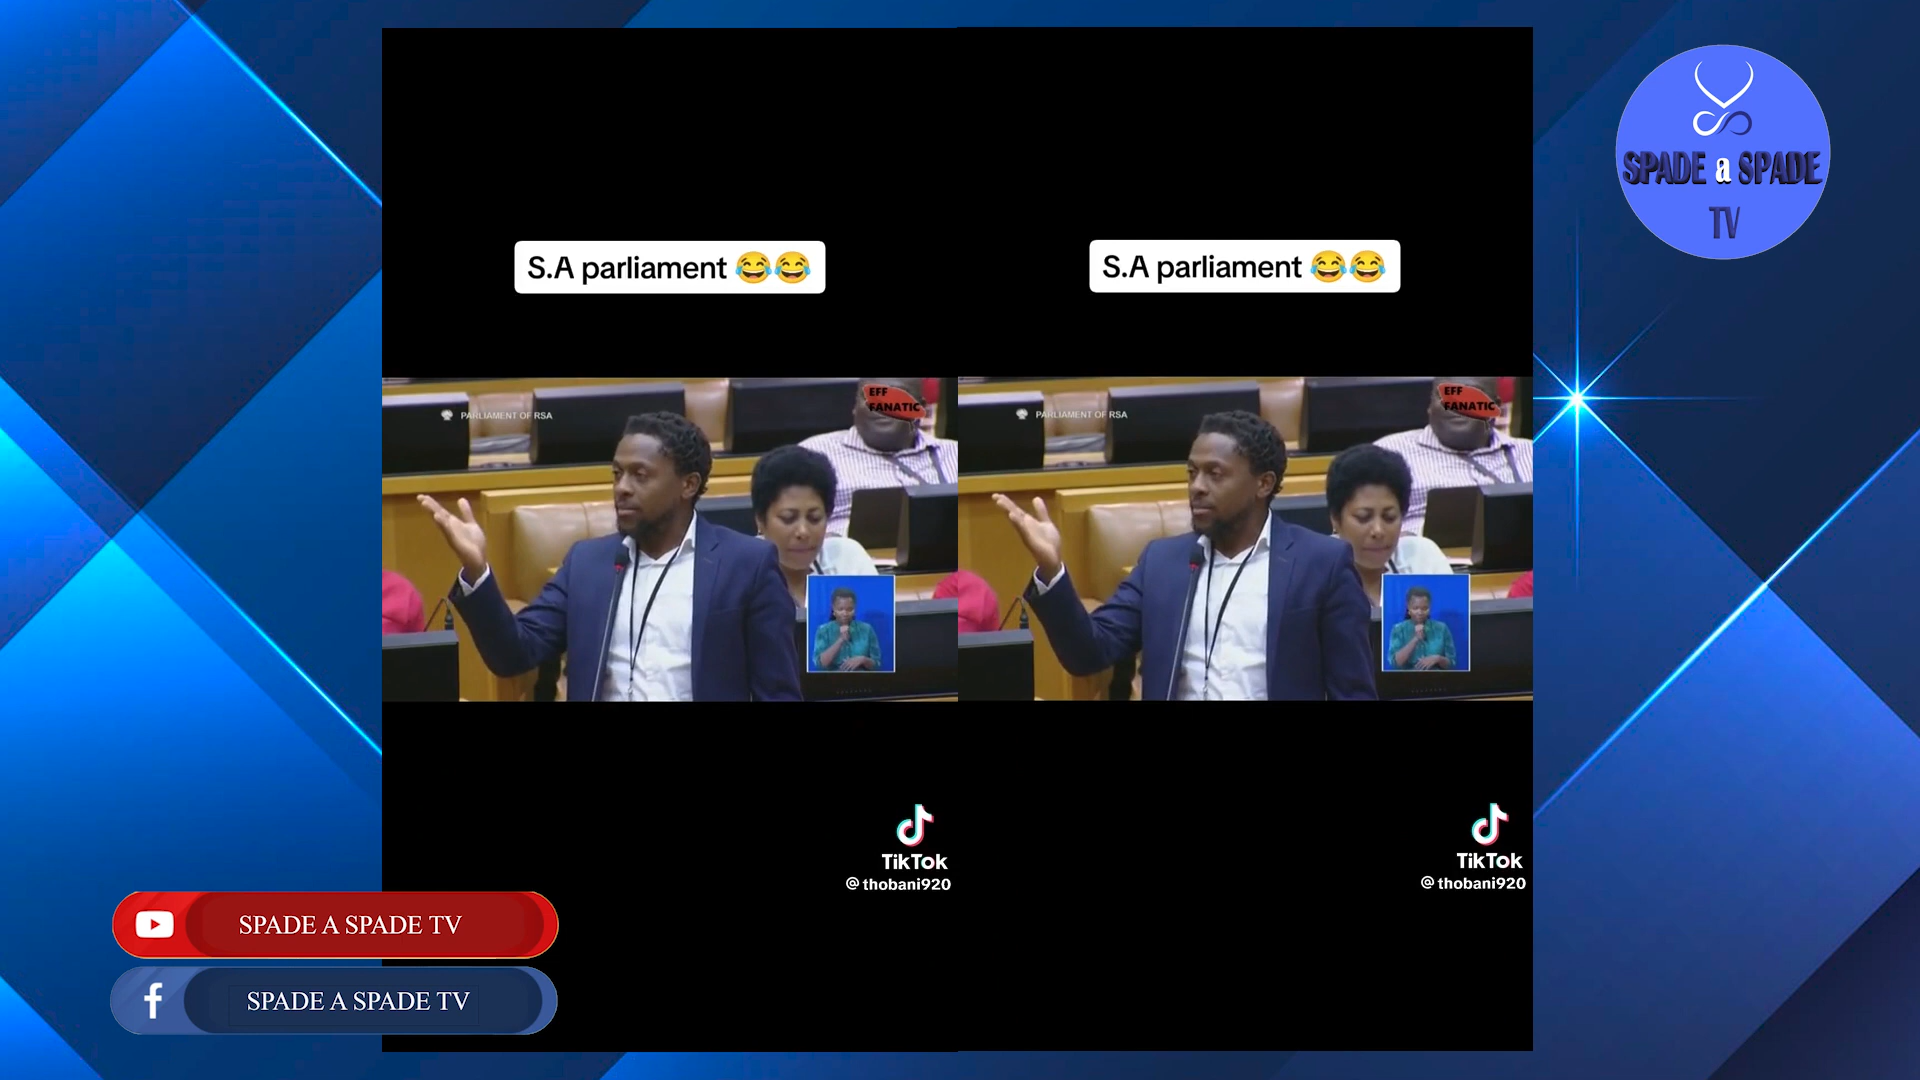 S.A parliament 😂😂
PARLIAMENT OF RSA
EFF
FANATIC
TikTok
@thobani920
S.A parliament 😂😂
PARLIAMENT OF RSA
EFF
FANATIC
TikTok
@thobani920
SPADE a SPADE
TV
SPADE A SPADE TV
SPADE A SPADE TV